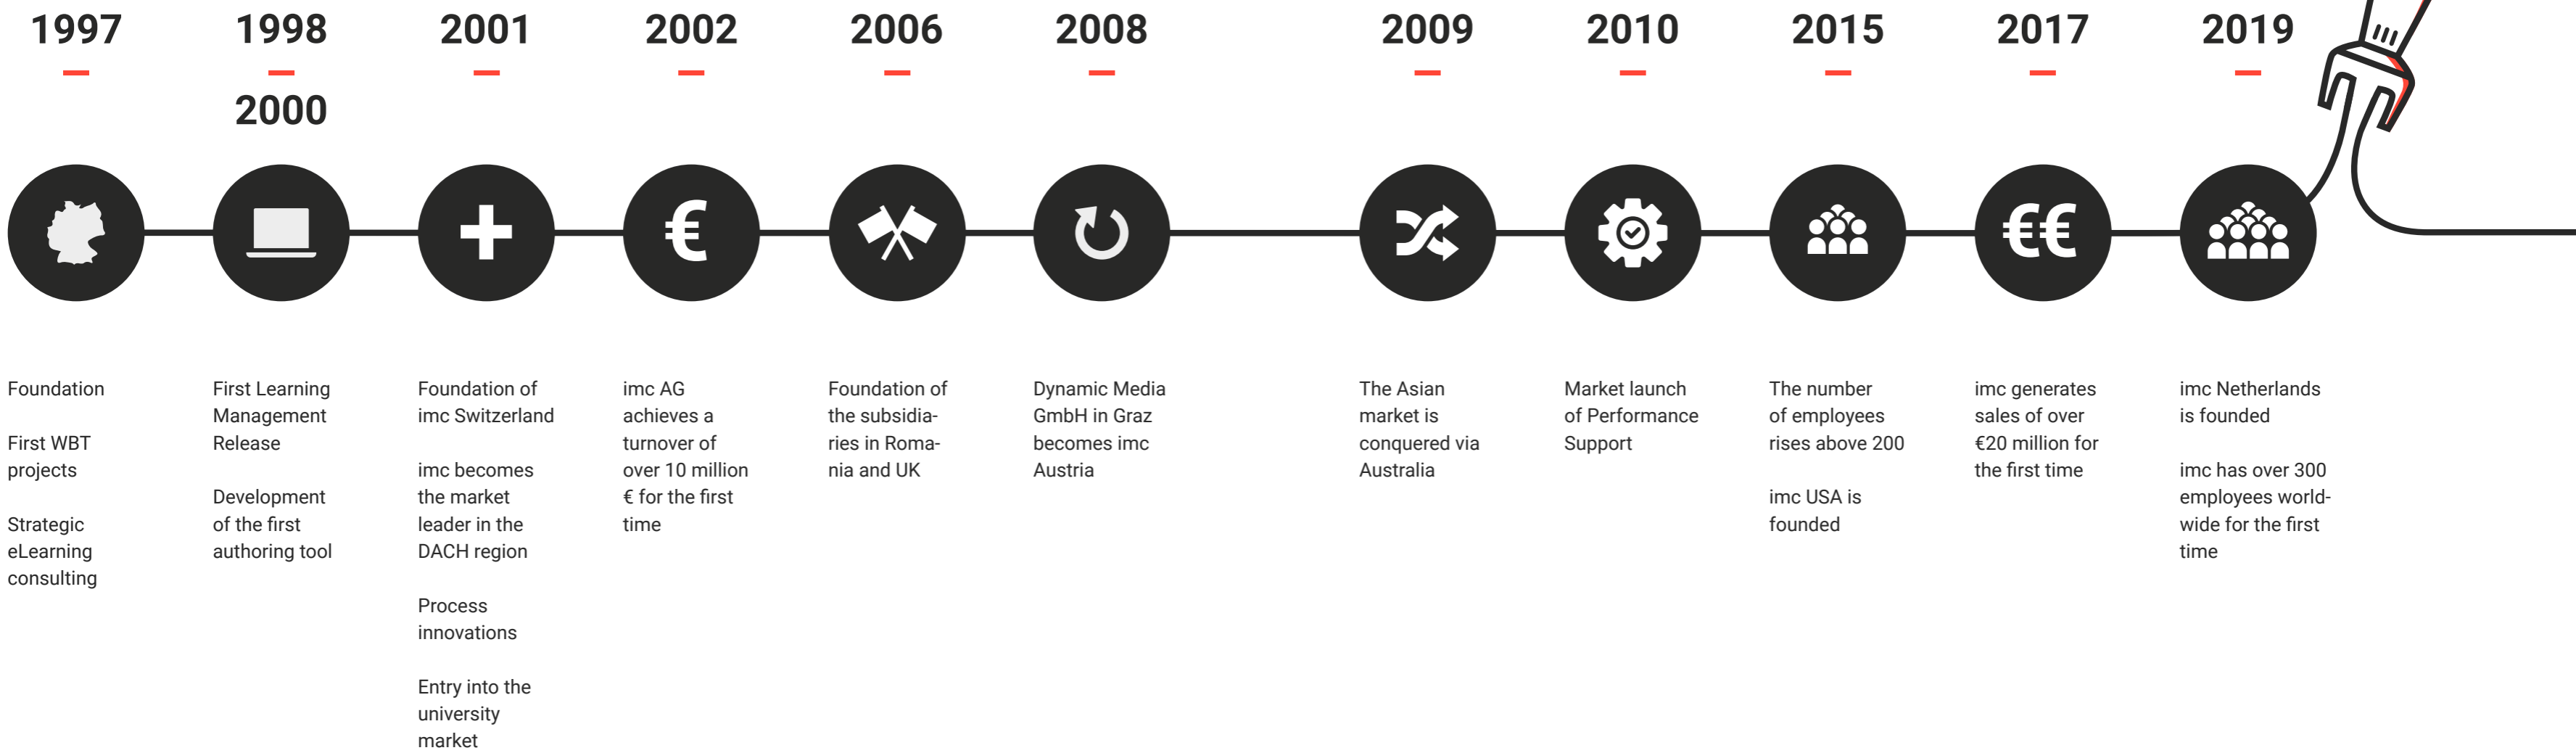 1997
Foundation
First WBT
projects
Strategic
eLearning
consulting
1998
2000
First Learning
Management
Release
Development
of the first
authoring tool
2001
Foundation of
imc Switzerland
imc becomes
the market
leader in the
DACH region
Process
innovations
Entry into the
university
market
2002
€
imc AG
achieves a
turnover of
over 10 million
€ for the first
time
2006
Foundation of
the subsidia-
ries in Roma-
nia and UK
2008
Dynamic Media
GmbH in Graz
becomes imc
Austria
2009
The Asian
market is
conquered via
Australia
2010
Market launch
of Performance
Support
2015
The number
of employees
rises above 200
imc USA is
founded
2017
€€
imc generates
sales of over
€20 million for
the first time
2019
imc Netherlands
is founded
imc has over 300
employees world-
wide for the first
time